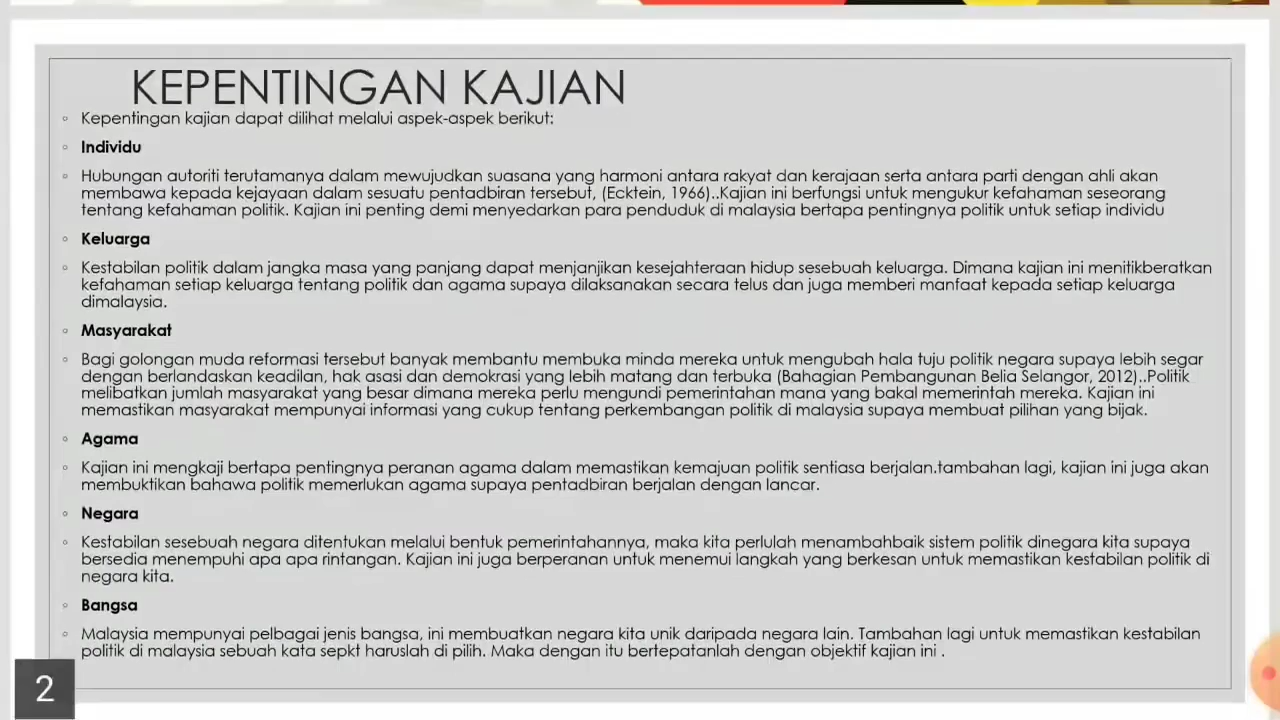 KEPENTINGAN KAJIAN
Kepentingan kajian dapat dilihat melalui aspek-aspek berikut:
Individu
Hubungan autoriti terutamanya dalam mewujudkan suasana yang harmoni antara rakyat dan kerajaan serta antara parti dengan ahli akan
membawa kepada kejayaan dalam sesuatu pentadbiran tersebut, (Ecktein, 1966)..Kajian ini berfungsi untuk mengukur kefahaman seseorang
tentang kefahaman politik. Kajian ini penting demi menyedarkan para penduduk di malaysia bertapa pentingnya politik untuk setiap individu
Keluarga
Kestabilan politik dalam jangka masa yang panjang dapat menjanjikan kesejahteraan hidup sesebuah keluarga. Dimana kajian ini menitikberatkan
kefahaman setiap keluarga tentang politik dan agama supaya dilaksanakan secara telus dan juga memberi manfaat kepada setiap keluarga
dimalaysia.
Masyarakat
Bagi golongan muda reformasi tersebut banyak membantu membuka minda mereka untuk mengubah hala tuju politik negara supaya lebih segar
dengan berlandaskan keadilan, hak asasi dan demokrasi yang lebih matang dan terbuka (Bahagian Pembangunan Belia Selangor, 2012)..Politik
melibatkan jumlah masyarakat yang besar dimana mereka perlu mengundi pemerintahan mana yang bakal memerintah mereka. Kajian ini
memastikan masyarakat mempunyai informasi yang cukup tentang perkembangan politik di malaysia supaya membuat pilihan yang bijak.
Agama
Kajian ini mengkaji bertapa pentingnya peranan agama dalam memastikan kemajuan politik sentiasa berjalan.tambahan lagi, kajian ini juga akan
membuktikan bahawa politik memerlukan agama supaya pentadbiran berjalan dengan lancar.
Negara
Kestabilan sesebuah negara ditentukan melalui bentuk pemerintahannya, maka kita perlulah menambahbaik sistem politik dinegara kita supaya
bersedia menempuhi apa apa rintangan. Kajian ini juga berperanan untuk menemui langkah yang berkesan untuk memastikan kestabilan politik di
negara kita.
Bangsa
Malaysia mempunyai pelbagai jenis bangsa, ini membuatkan negara kita unik daripada negara lain. Tambahan lagi untuk memastikan kestabilan
politik di malaysia sebuah kata sepkt haruslah di pilih. Maka dengan itu bertepatanlah dengan objektif kajian ini .
2